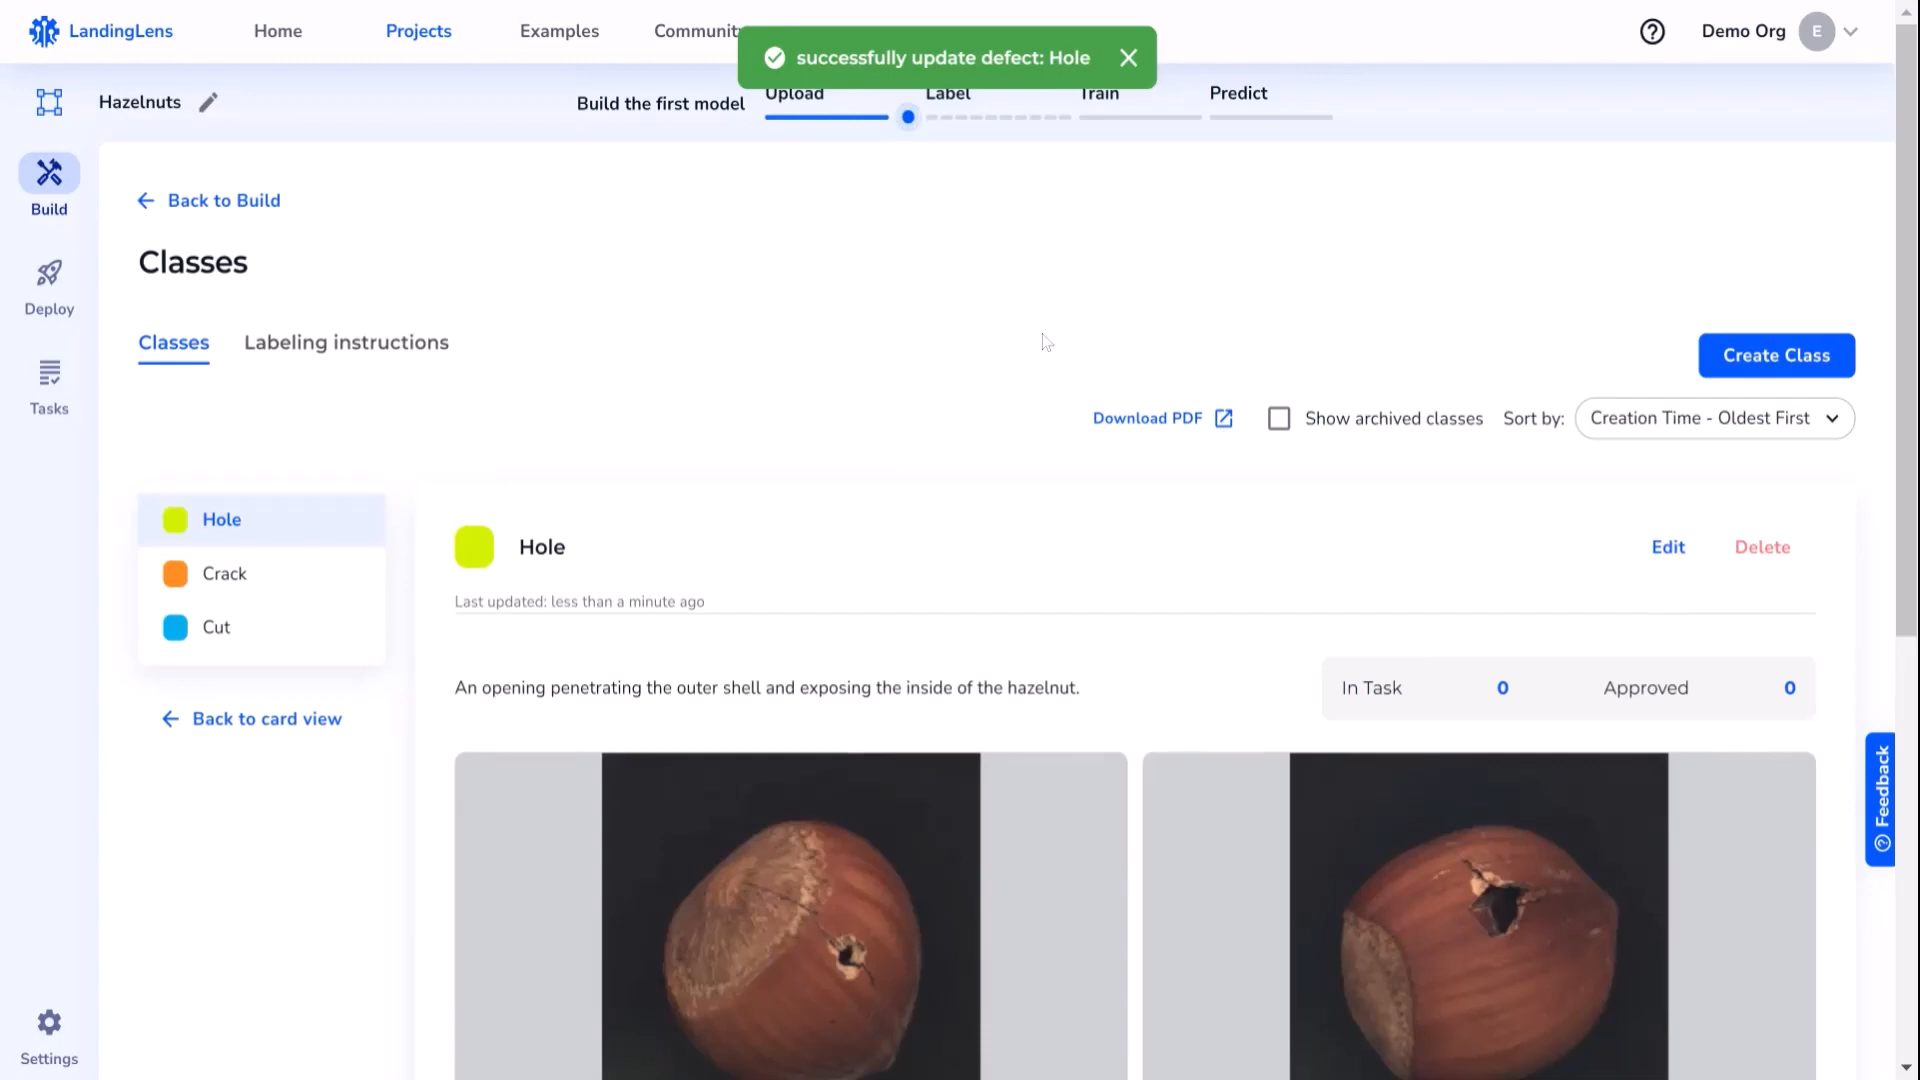 LandingLens
Home
Projects
Examples
Communit
successfully update defect: Hole
Demo Org
E
Hazelnuts
Build the first model
Upload
Label
Train
Predict
Build
Deploy
Tasks
Settings
Back to Build
Classes
Classes
Labeling instructions
Create Class
Download PDF
Show archived classes
Sort by:
Creation Time - Oldest First
Hole
Crack
Cut
Back to card view
Hole
Edit
Delete
Last updated: less than a minute ago
An opening penetrating the outer shell and exposing the inside of the hazelnut.
In Task 0
Approved 0
Feedback